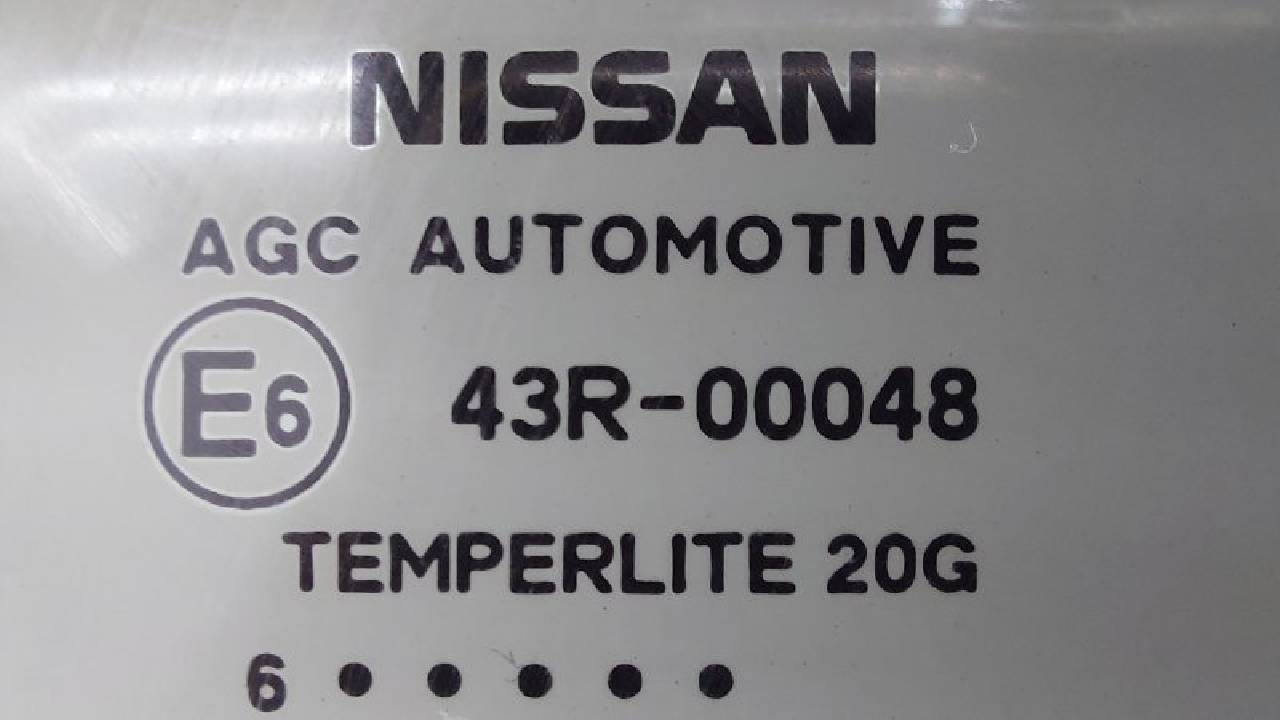 NISSAN
AGC AUTOMOTIVE
E6 43R-00048
TEMPERLITE 20G
6 • • • • •